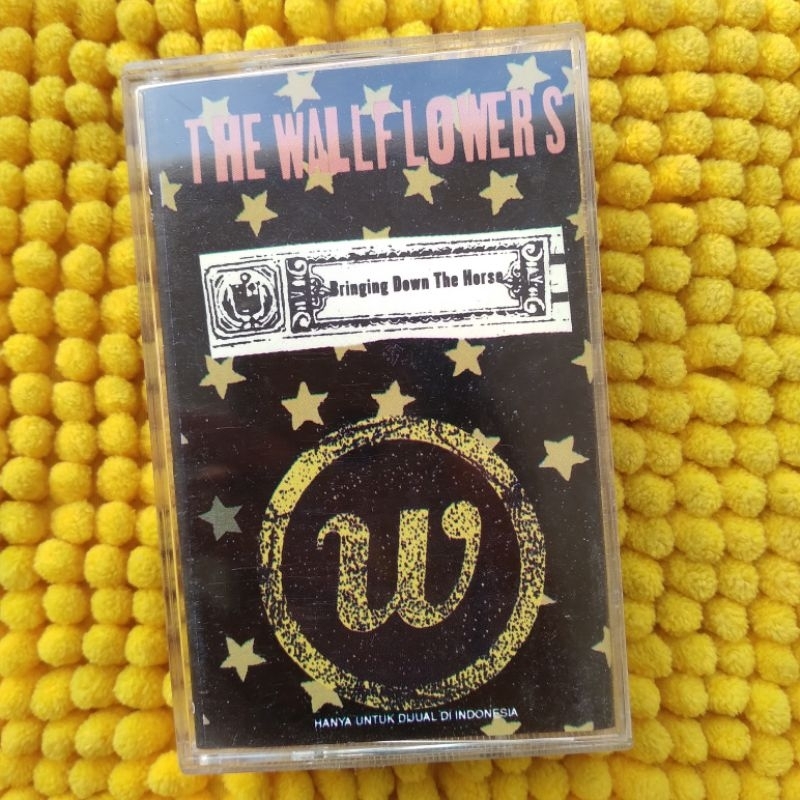 THE WALLFLOWERS
Bringing Down The Horse
w
HANYA UNTUK DIJUAL DI INDONESIA